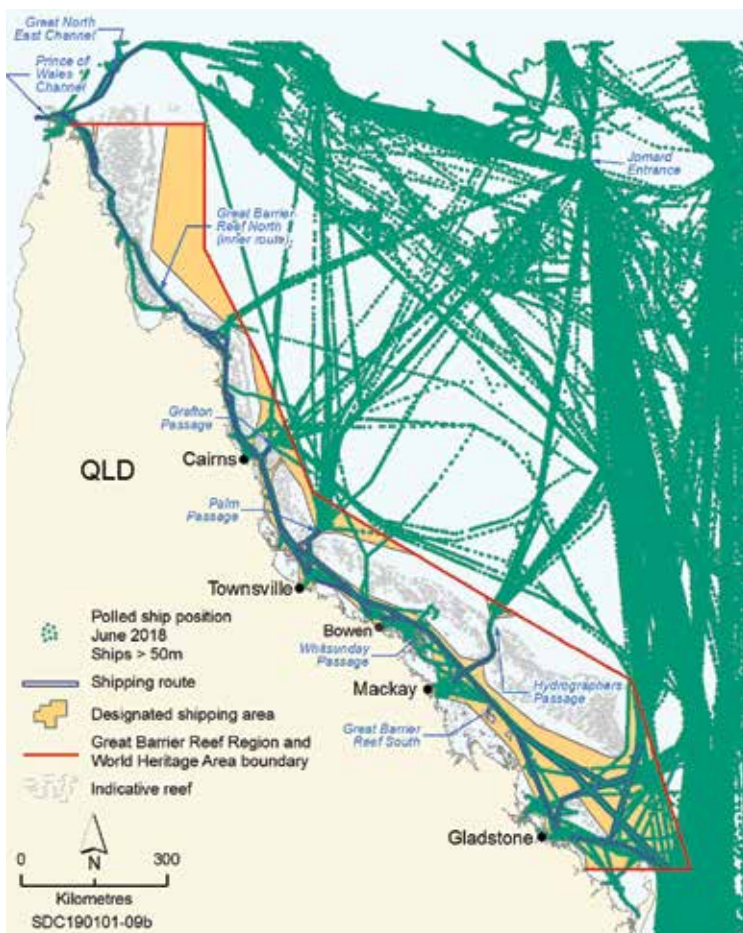 Great North
East Channel
Prince of
Wales
Channel
Jomard
Entrance
Great Barrier
Reef North
(inner route)
Grafton
Passage
Cairns
QLD
Palm
Passage
Townsville
Bowen
Whitsunday
Passage
Mackay
Hydrographers
Passage
Great Barrier
Reef South
Gladstone
Polled ship position
June 2018
Ships > 50m
Shipping route
Designated shipping area
Great Barrier Reef Region and
World Heritage Area boundary
Indicative reef
N
0 300
Kilometres
SDC190101-09b